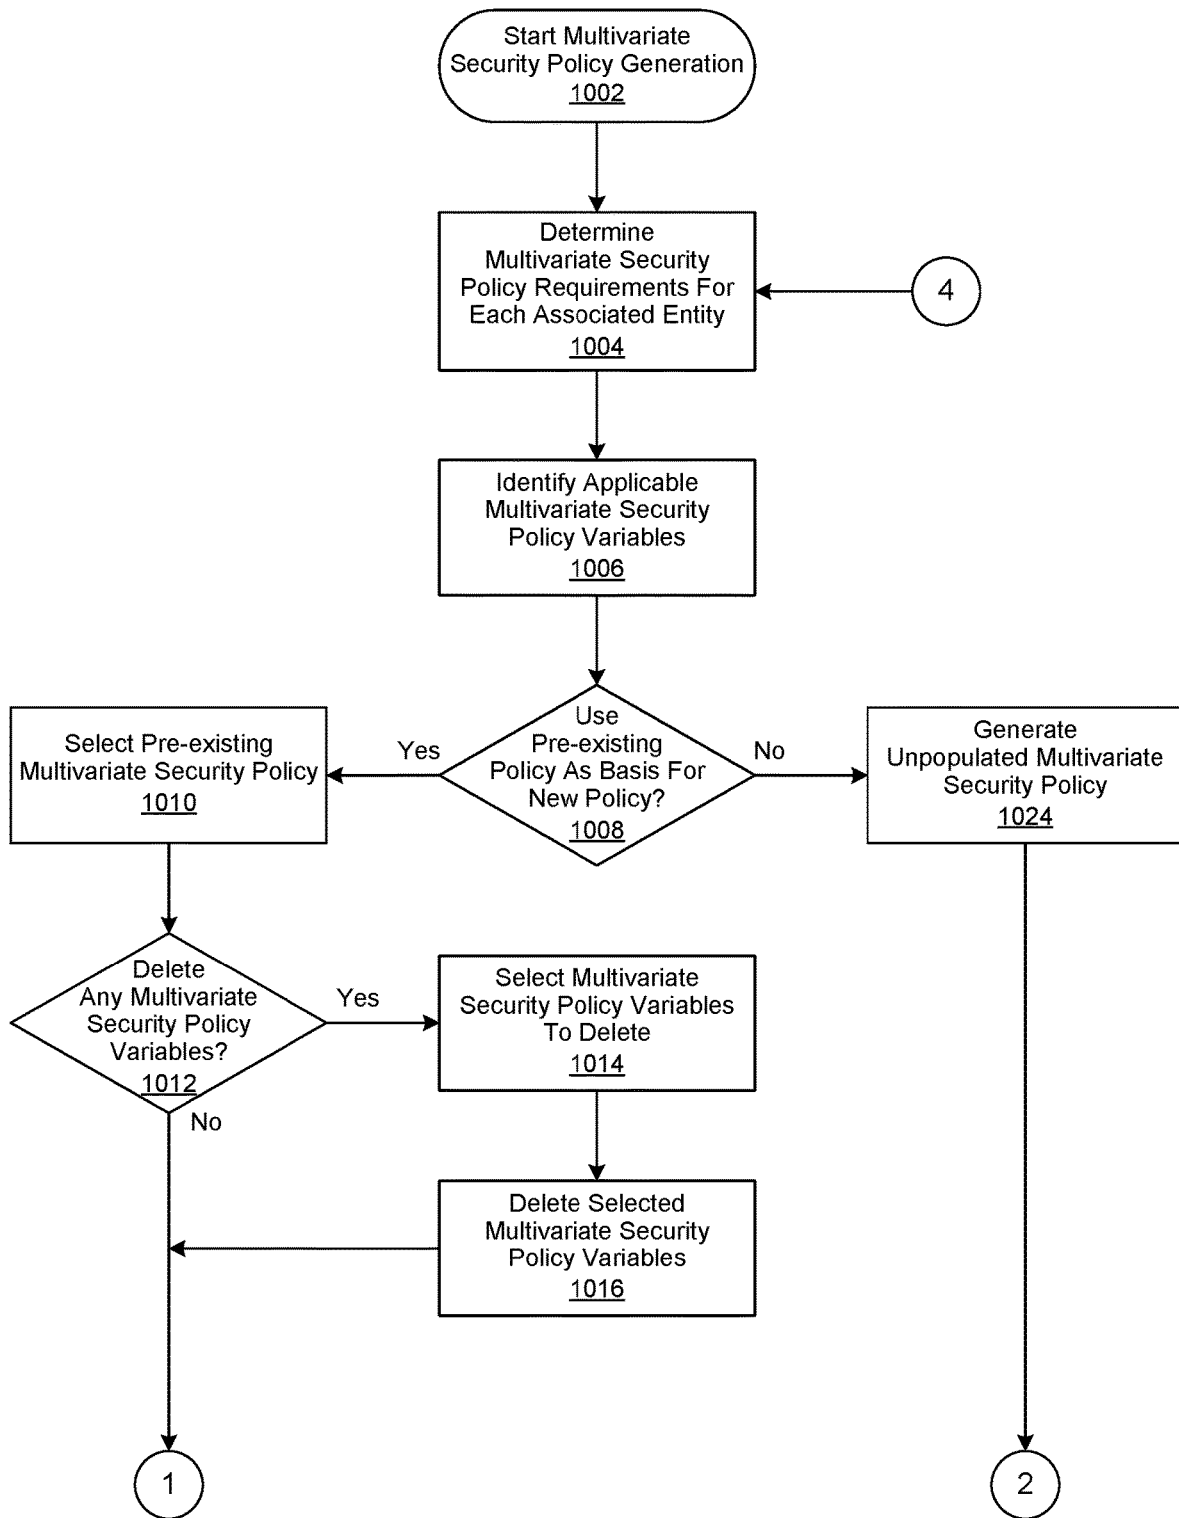 Start Multivariate
Security Policy Generation
1002
Determine
Multivariate Security
Policy Requirements For
Each Associated Entity
1004
4
Identify Applicable
Multivariate Security
Policy Variables
1006
Use
Pre-existing
Policy As Basis For
New Policy?
1008
Yes
No
Select Pre-existing
Multivariate Security Policy
1010
Generate
Unpopulated Multivariate
Security Policy
1024
Delete
Any Multivariate
Security Policy
Variables?
1012
Yes
No
Select Multivariate
Security Policy Variables
To Delete
1014
Delete Selected
Multivariate Security
Policy Variables
1016
1
2